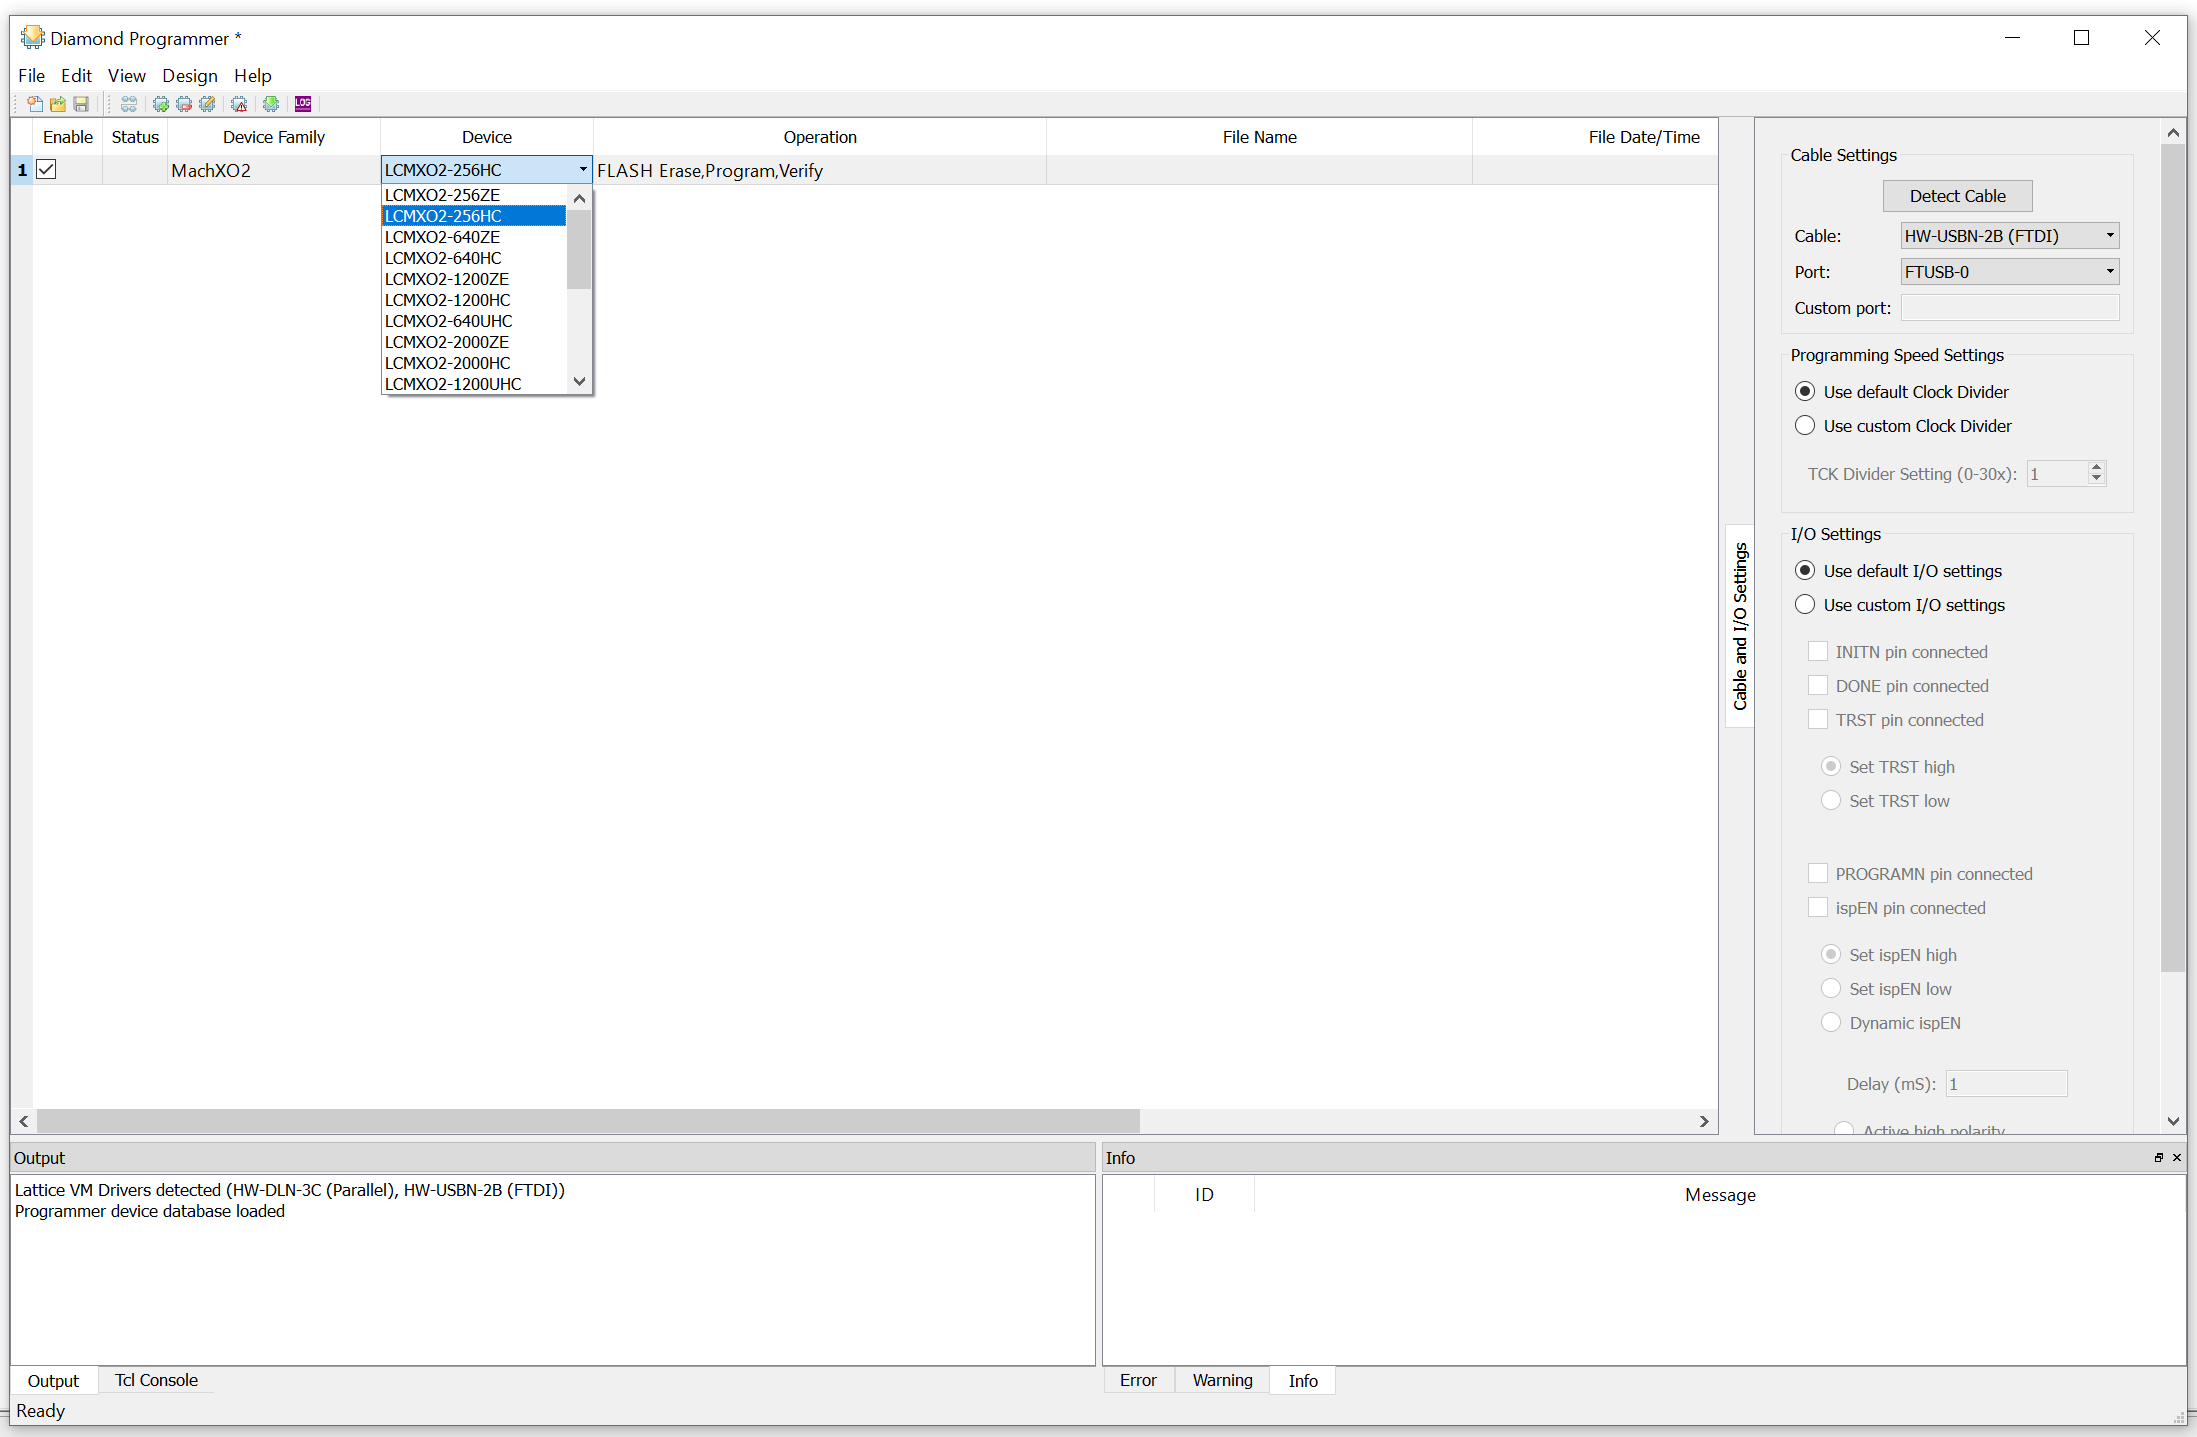 Diamond Programmer *
File Edit View Design Help
LOG
Enable Status Device Family Device Operation File Name File Date/Time
1 MachXO2 LCMXO2-256HC FLASH Erase,Program,Verify
LCMXO2-256ZE
LCMXO2-256HC
LCMXO2-640ZE
LCMXO2-640HC
LCMXO2-1200ZE
LCMXO2-1200HC
LCMXO2-640UHC
LCMXO2-2000ZE
LCMXO2-2000HC
LCMXO2-1200UHC
Cable and I/O Settings
Cable Settings
Detect Cable
Cable: HW-USBN-2B (FTDI)
Port: FTUSB-0
Custom port:
Programming Speed Settings
Use default Clock Divider
Use custom Clock Divider
TCK Divider Setting (0-30x): 1
I/O Settings
Use default I/O settings
Use custom I/O settings
INITN pin connected
DONE pin connected
TRST pin connected
Set TRST high
Set TRST low
PROGRAMN pin connected
ispEN pin connected
Set ispEN high
Set ispEN low
Dynamic ispEN
Delay (mS): 1
Active high polarity
Output
Lattice VM Drivers detected (HW-DLN-3C (Parallel), HW-USBN-2B (FTDI))
Programmer device database loaded
Output Tcl Console
Info
ID Message
Error Warning Info
Ready